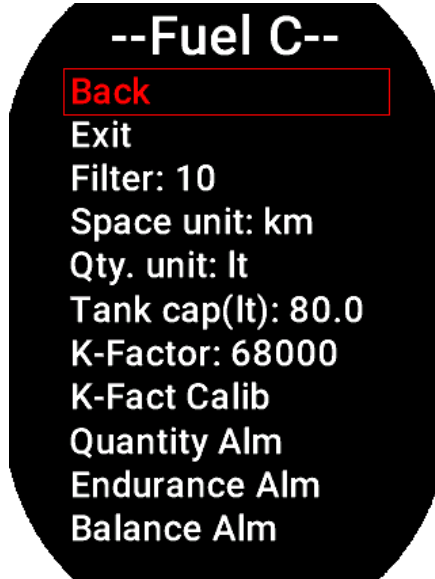 --Fuel C--
Back
Exit
Filter: 10
Space unit: km
Qty. unit: lt
Tank cap(lt): 80.0
K-Factor: 68000
K-Fact Calib
Quantity Alm
Endurance Alm
Balance Alm